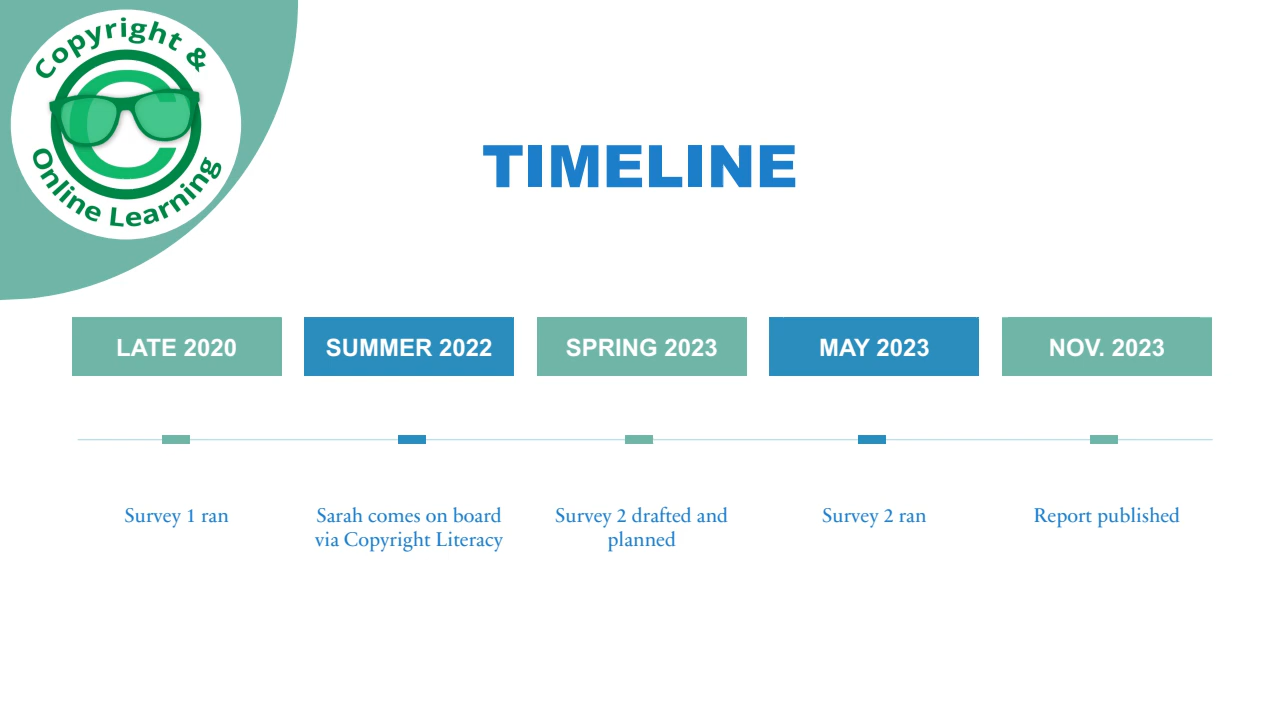 Copyright &
C
Online Learning
TIMELINE
LATE 2020
SUMMER 2022
SPRING 2023
MAY 2023
NOV. 2023
Survey 1 ran
Sarah comes on board
via Copyright Literacy
Survey 2 drafted and
planned
Survey 2 ran
Report published